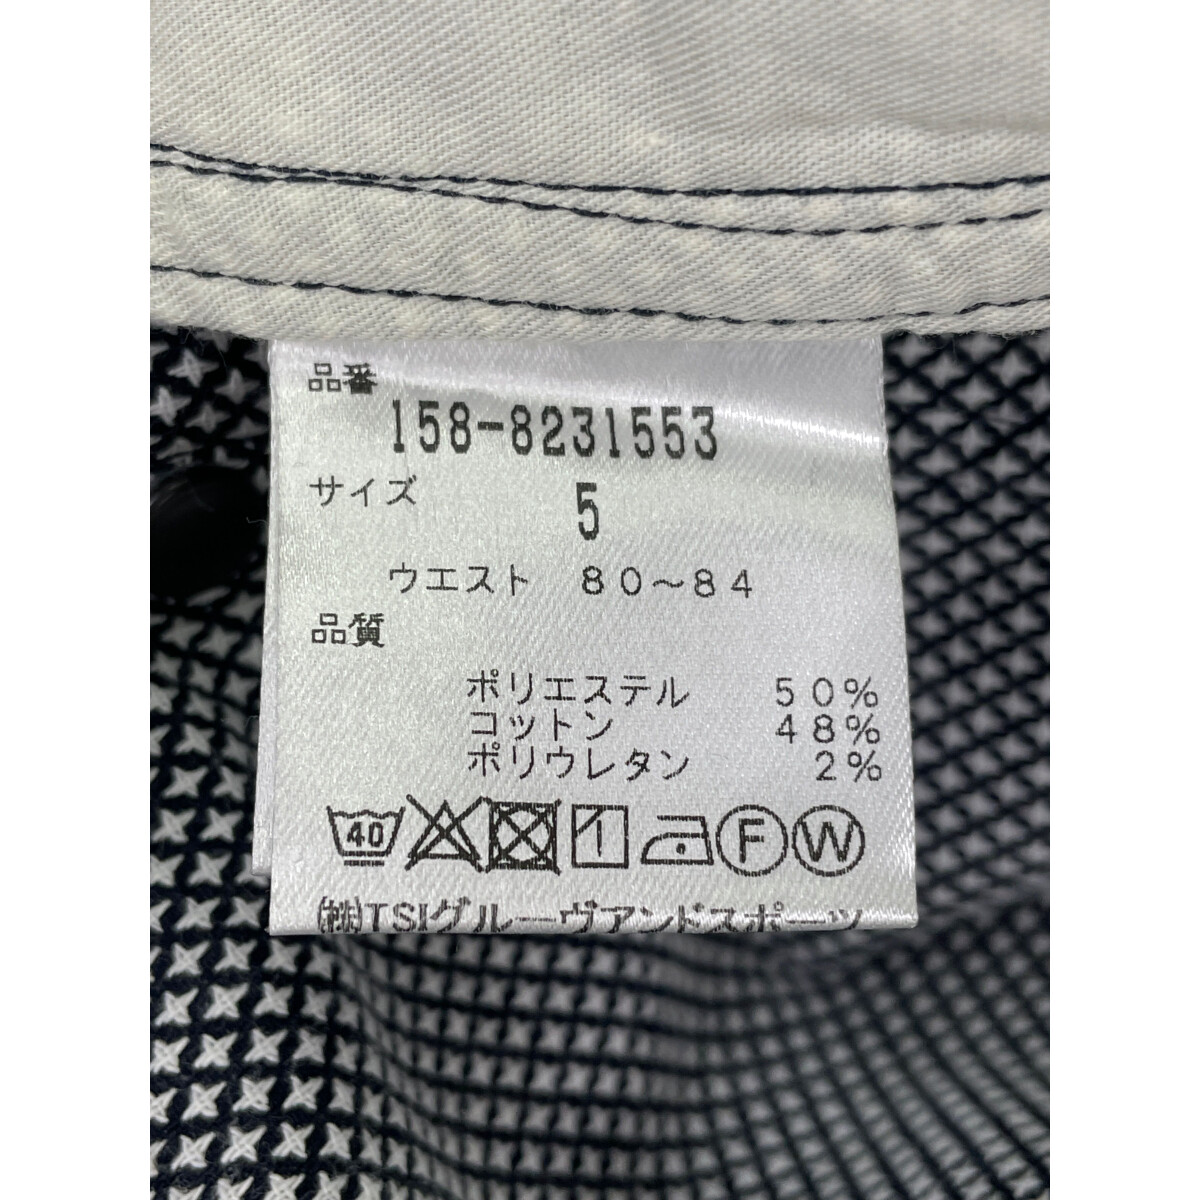 品番
158-8231553
サイズ 5
ウエスト 80～84
品質
ポリエステル 50%
コットン 48%
ポリウレタン 2%
40 F W
㈱TSIグルーヴアンドスポーツ